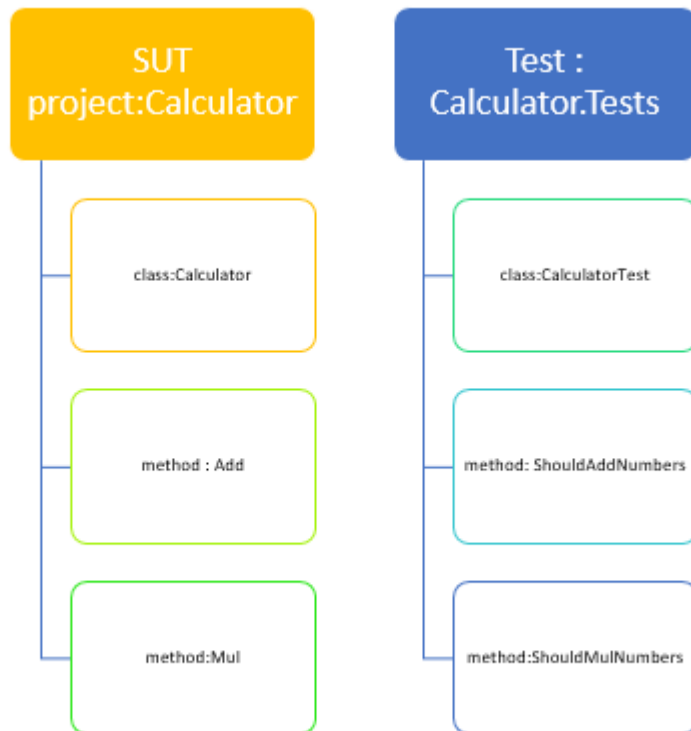 SUT
project:Calculator
class:Calculator
method : Add
method:Mul
Test :
Calculator.Tests
class:CalculatorTest
method: ShouldAddNumbers
method:ShouldMulNumbers